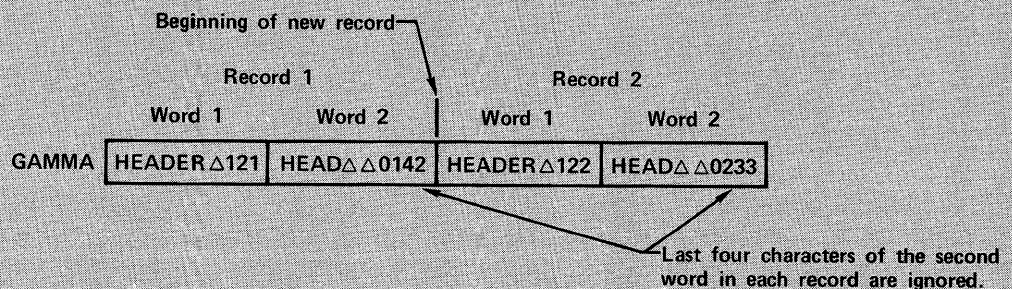 Beginning of new record
Record 1 Record 2
Word 1 Word 2 Word 1 Word 2
GAMMA HEADER△121 HEAD△△0142 HEADER△122 HEAD△△0233
Last four characters of the second
word in each record are ignored.